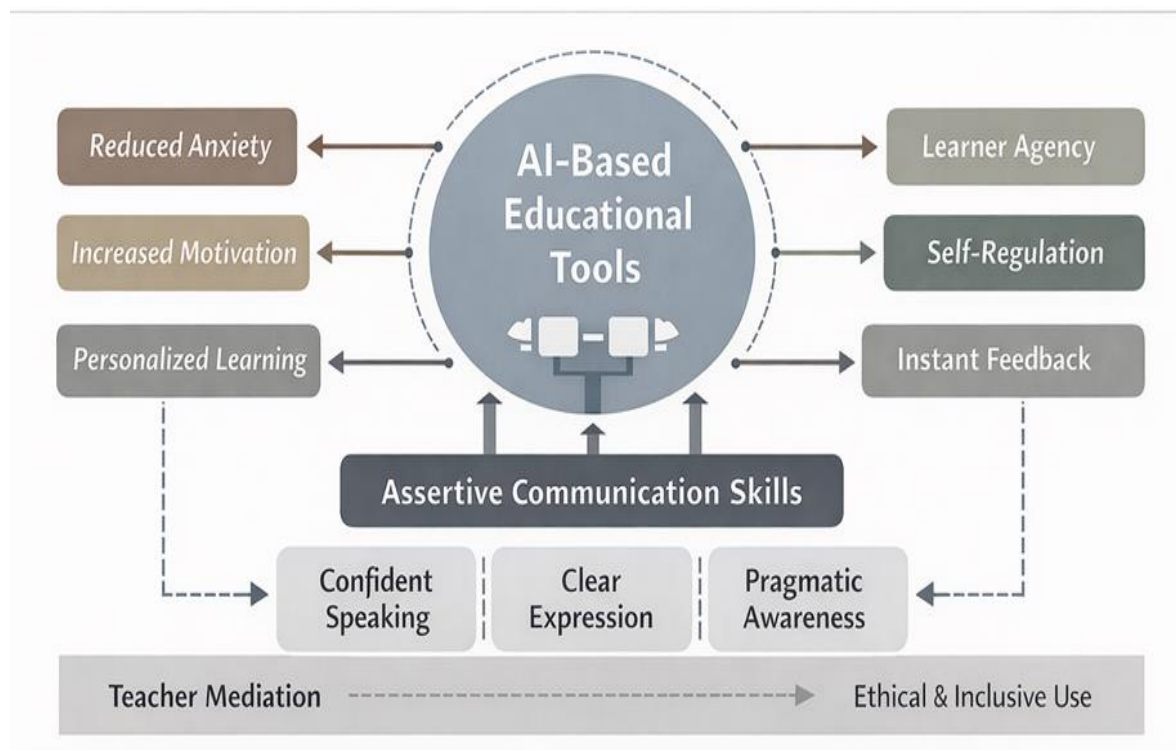 Reduced Anxiety
Increased Motivation
Personalized Learning
AI-Based
Educational
Tools
Learner Agency
Self-Regulation
Instant Feedback
Assertive Communication Skills
Confident
Speaking
Clear
Expression
Pragmatic
Awareness
Teacher Mediation
Ethical & Inclusive Use